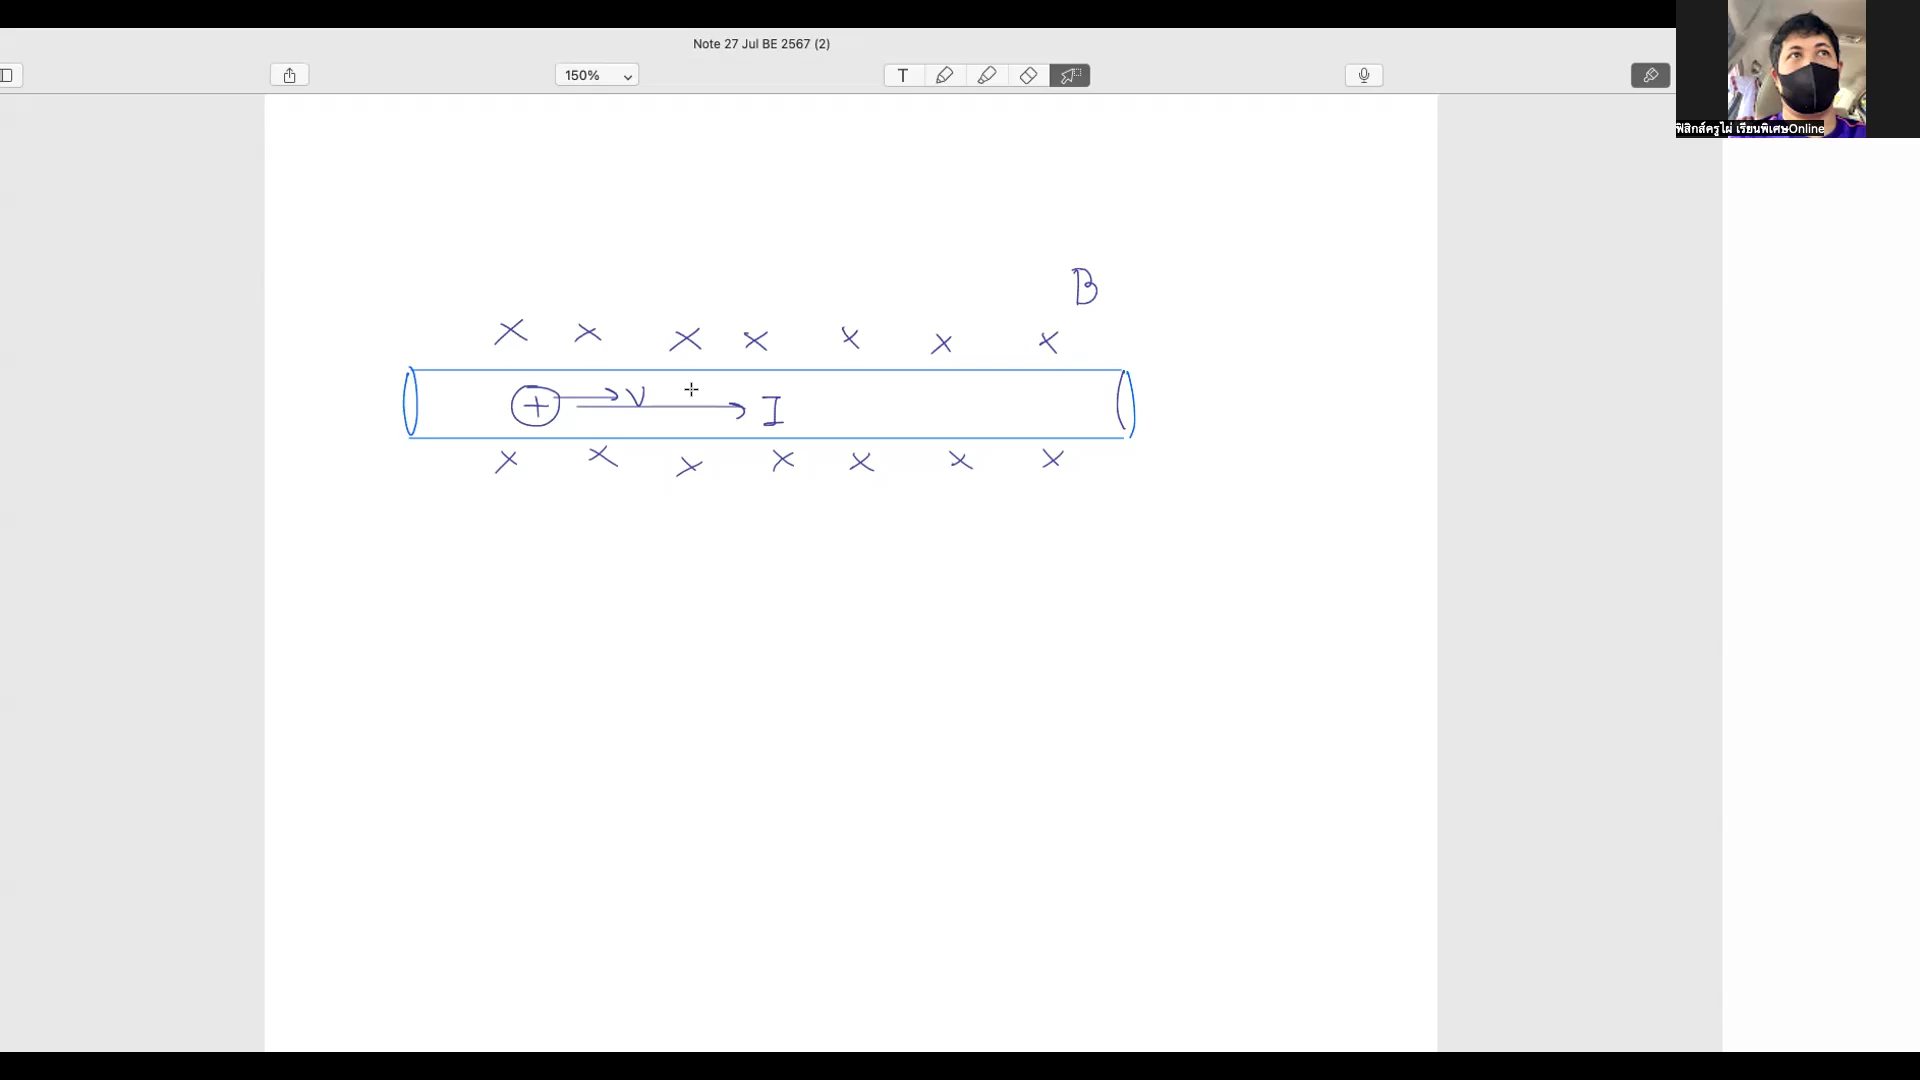 Note 27 Jul BE 2567 (2)
150%
T
ฟิสิกส์ครูไผ่ เรียนพิเศษOnline
B
x x x x x x x
+ V I
x x x x x x x